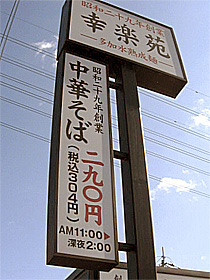 昭和二十九年創業
幸楽苑
多加水熟成麺
昭和二十九年創業
中華そば
二九〇円
(税込304円)
AM11:00
深夜2:00